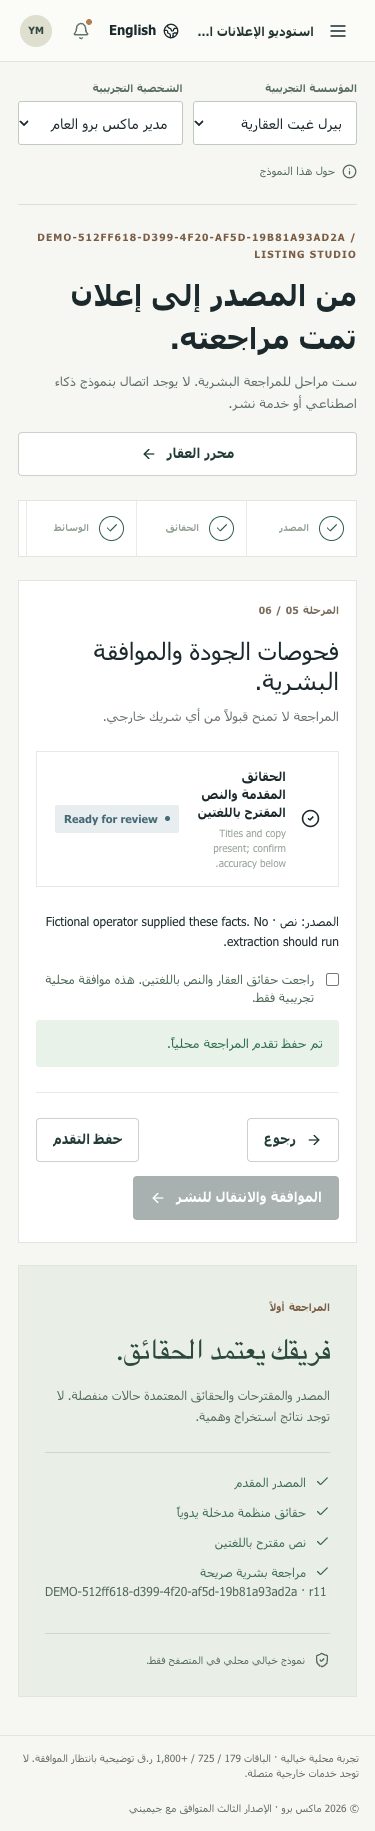 استوديو الإعلانات ا...
English
YM
المؤسسة التجريبية
الشخصية التجريبية
بيرل غيت العقارية
مدير ماكس برو العام
حول هذا النموذج
DEMO-512FF618-D399-4F20-AF5D-19B81A93AD2A /
LISTING STUDIO
من المصدر إلى إعلان
تمت مراجعته.
ست مراحل للمراجعة البشرية. لا يوجد اتصال بنموذج ذكاء
اصطناعي أو خدمة نشر.
محرر العقار
المصدر
الحقائق
الوسائط
المرحلة 05 / 06
فحوصات الجودة والموافقة
البشرية.
المراجعة لا تمنح قبولاً من أي شريك خارجي.
الحقائق
المقدمة والنص
المقترح باللغتين
Titles and copy
present; confirm
accuracy below.
Ready for review
المصدر: نص · Fictional operator supplied these facts. No
extraction should run.
راجعت حقائق العقار والنص باللغتين. هذه موافقة محلية
تجريبية فقط.
تم حفظ تقدم المراجعة محلياً.
رجوع
حفظ التقدم
الموافقة والانتقال للنشر
المراجعة أولاً
فريقك يعتمد الحقائق.
المصدر والمقترحات والحقائق المعتمدة حالات منفصلة. لا
توجد نتائج استخراج وهمية.
المصدر المقدم
حقائق منظمة مدخلة يدوياً
نص مقترح باللغتين
مراجعة بشرية صريحة
DEMO-512ff618-d399-4f20-af5d-19b81a93ad2a · r11
نموذج خيالي محلي في المتصفح فقط.
تجربة محلية خيالية · الباقات 179 / 725 / +1,800 ر.ق توضيحية بانتظار الموافقة. لا
توجد خدمات خارجية متصلة.
© 2026 ماكس برو · الإصدار الثالث المتوافق مع جيميني